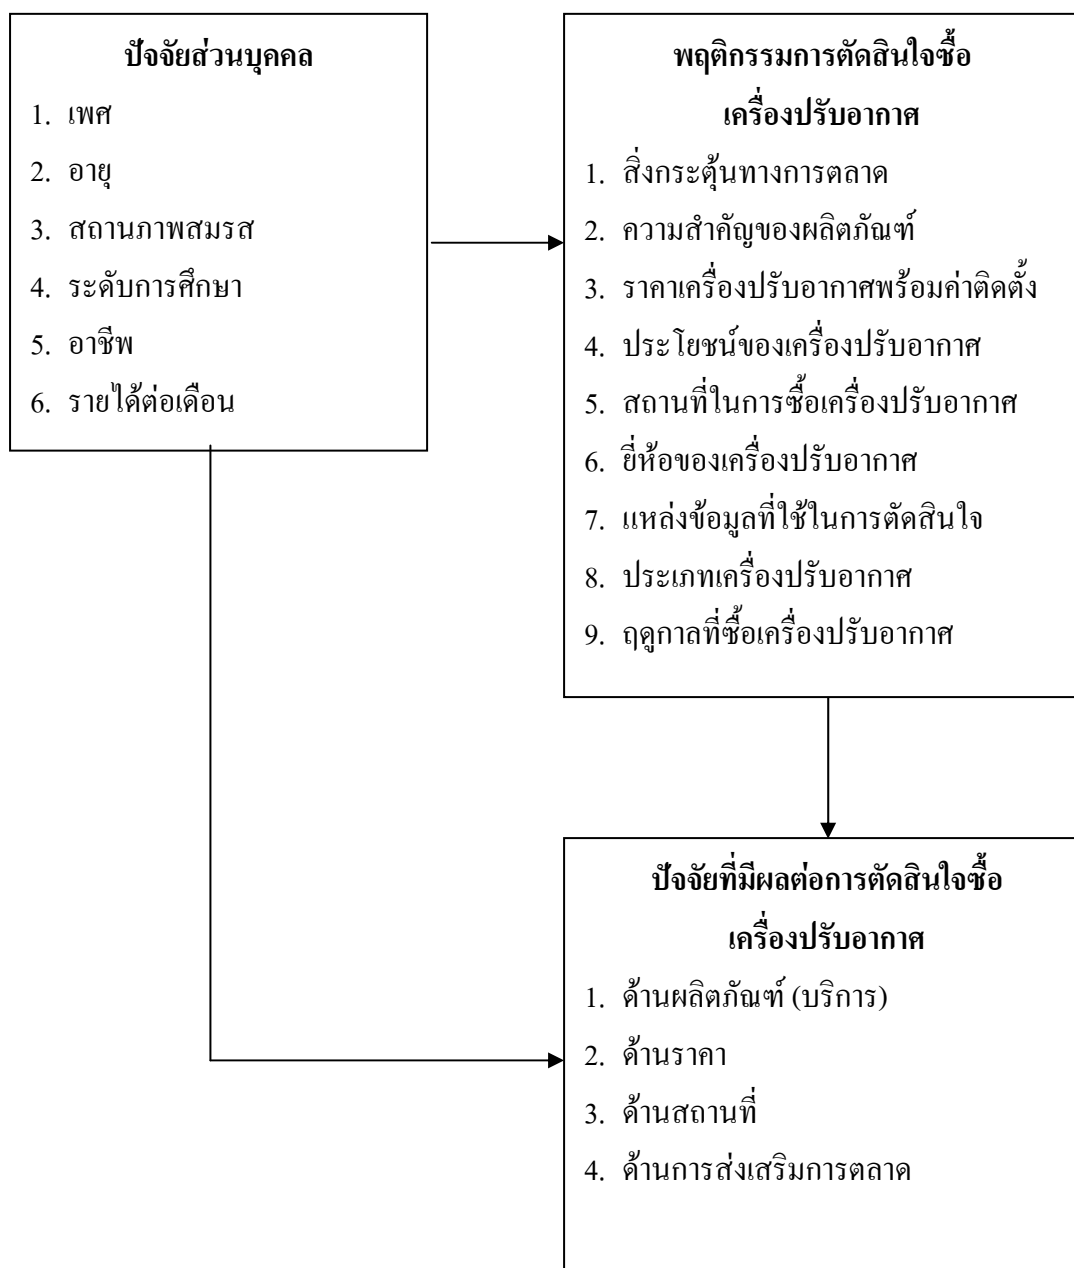 ปัจจัยส่วนบุคคล
1. เพศ
2. อายุ
3. สถานภาพสมรส
4. ระดับการศึกษา
5. อาชีพ
6. รายได้ต่อเดือน
พฤติกรรมการตัดสินใจซื้อ
เครื่องปรับอากาศ
1. สิ่งกระตุ้นทางการตลาด
2. ความสำคัญของผลิตภัณฑ์
3. ราคาเครื่องปรับอากาศพร้อมค่าติดตั้ง
4. ประโยชน์ของเครื่องปรับอากาศ
5. สถานที่ในการซื้อเครื่องปรับอากาศ
6. ยี่ห้อของเครื่องปรับอากาศ
7. แหล่งข้อมูลที่ใช้ในการตัดสินใจ
8. ประเภทเครื่องปรับอากาศ
9. ฤดูกาลที่ซื้อเครื่องปรับอากาศ
ปัจจัยที่มีผลต่อการตัดสินใจซื้อ
เครื่องปรับอากาศ
1. ด้านผลิตภัณฑ์ (บริการ)
2. ด้านราคา
3. ด้านสถานที่
4. ด้านการส่งเสริมการตลาด